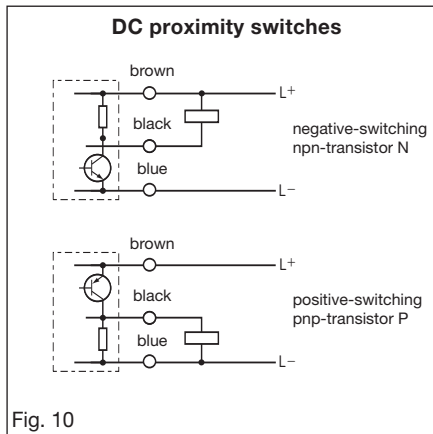 DC proximity switches
brown
L+
black
negative-switching
npn-transistor N
blue
L−
brown
L+
black
positive-switching
pnp-transistor P
blue
L−
Fig. 10